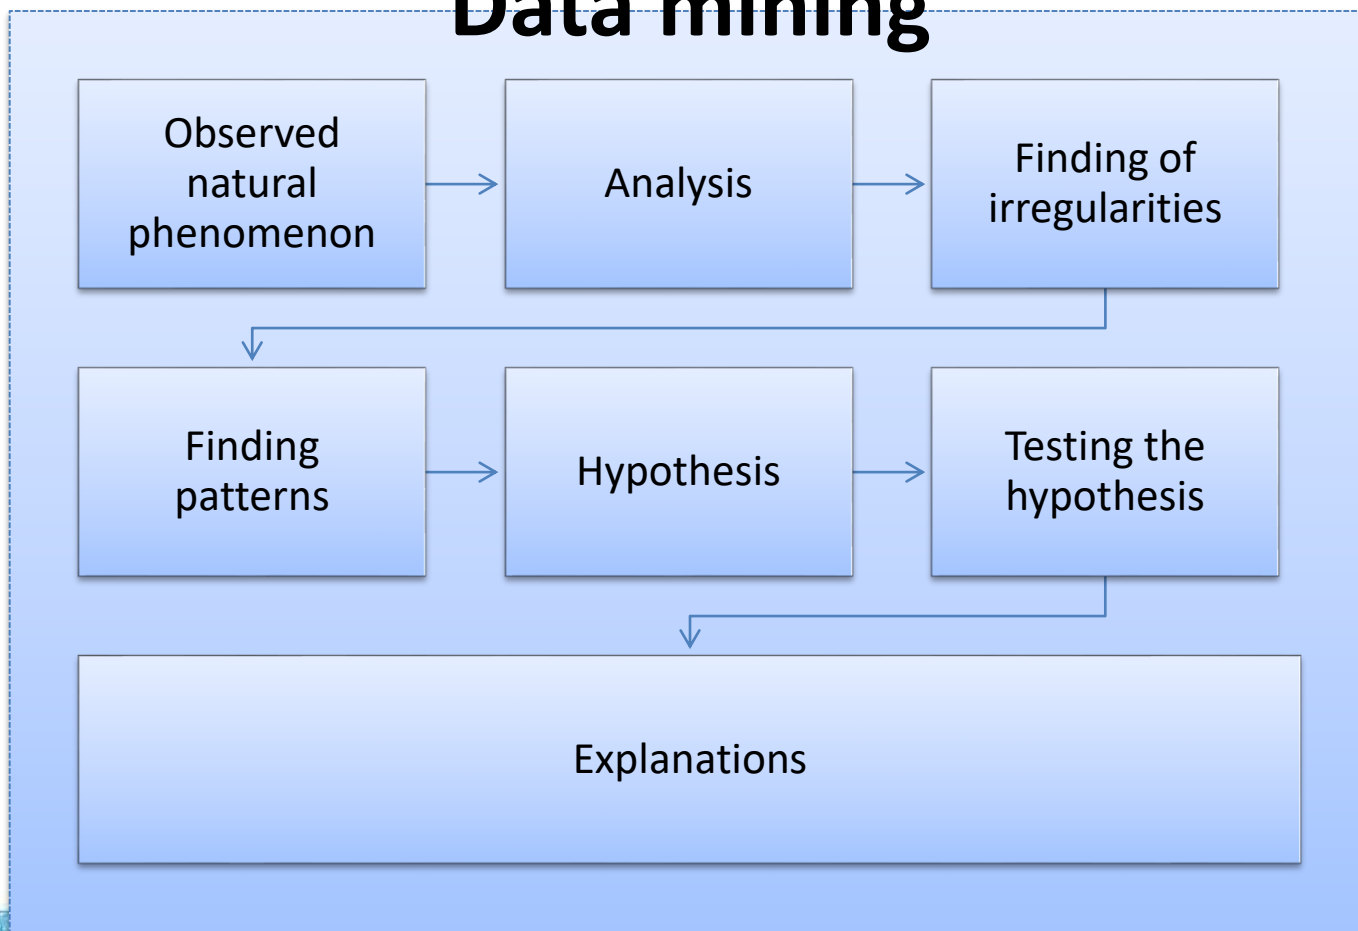 Data mining
Observed
natural
phenomenon
Analysis
Finding of
irregularities
Finding
patterns
Hypothesis
Testing the
hypothesis
Explanations